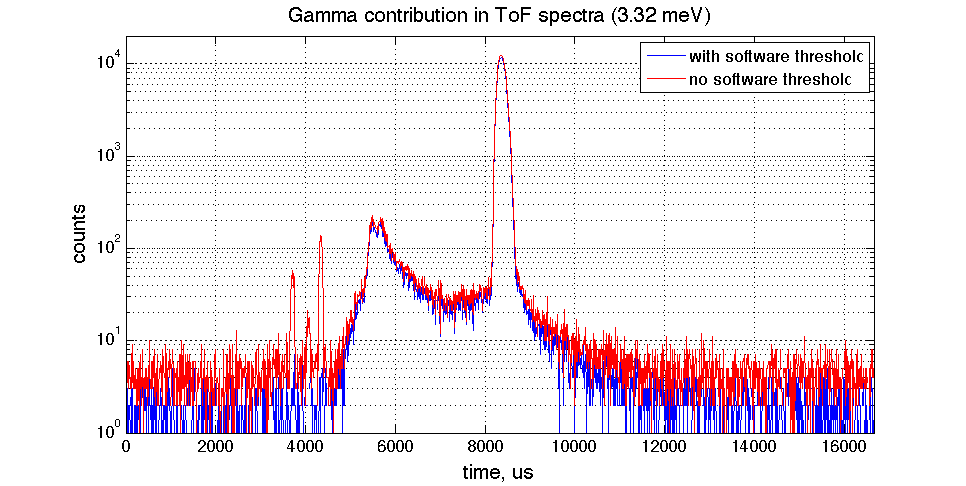 Gamma contribution in ToF spectra (3.32 meV)
with software threshold
no software threshold
counts
10^4
10^3
10^2
10^1
10^0
0 2000 4000 6000 8000 10000 12000 14000 16000
time, us